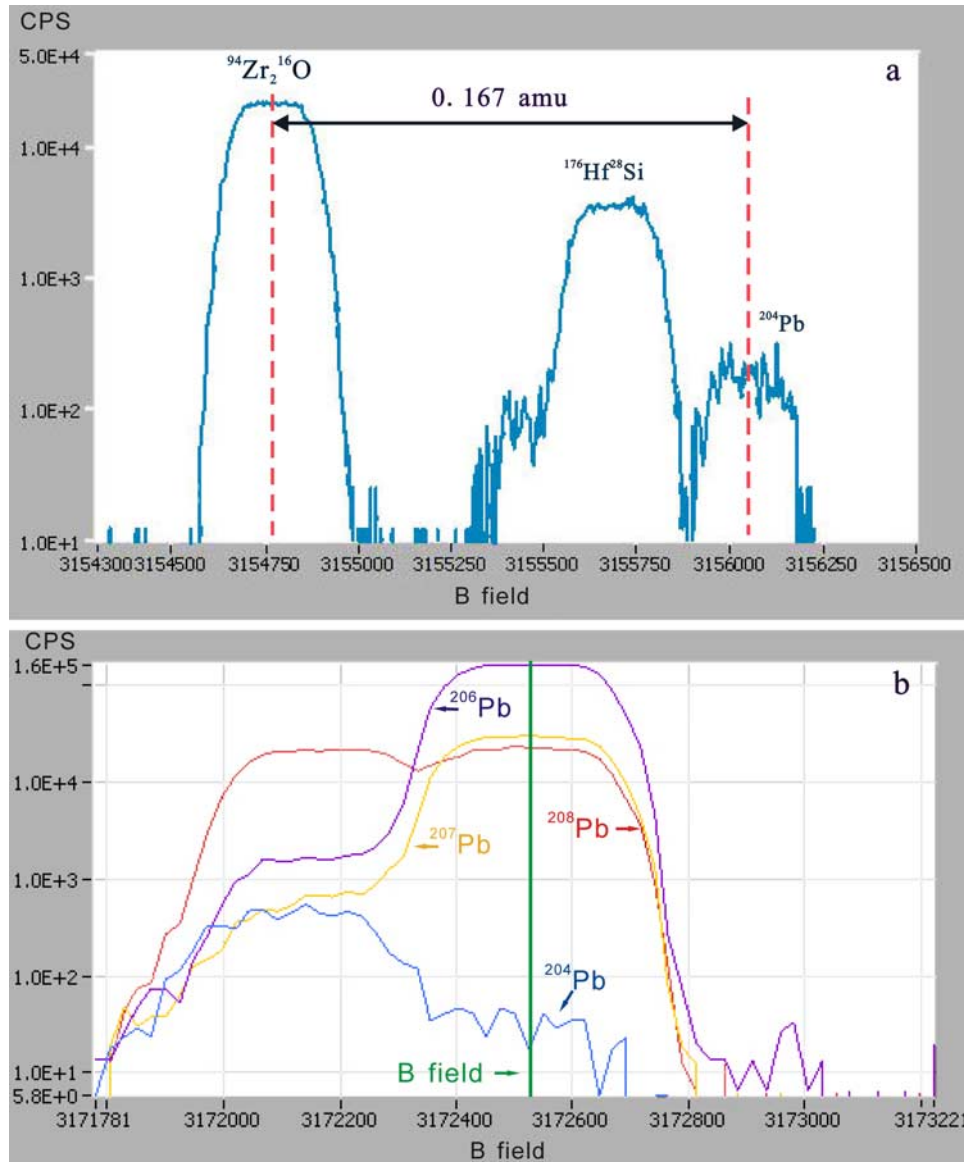 CPS
5.0E+4
⁹⁴Zr₂¹⁶O
a
0.167 amu
1.0E+4
¹⁷⁶Hf²⁸Si
1.0E+3
²⁰⁴Pb
1.0E+2
1.0E+1
3154300 3154500 3154750 3155000 3155250 3155500 3155750 3156000 3156250 3156500
B field
CPS
1.6E+5
b
²⁰⁶Pb
1.0E+4
²⁰⁸Pb
²⁰⁷Pb
1.0E+3
1.0E+2
²⁰⁴Pb
1.0E+1
B field
5.8E+0
3171781 3172000 3172200 3172400 3172600 3172800 3173000 3173221
B field